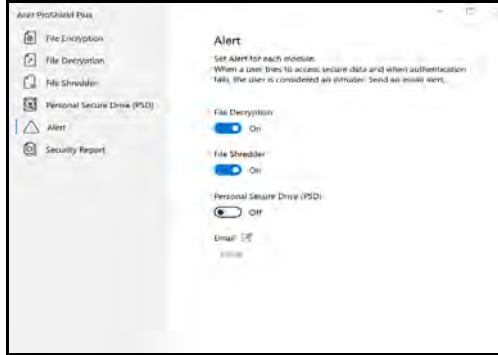 Acer ProShield Plus
File Encryption
File Decryption
File Shredder
Personal Secure Drive (PSD)
Alert
Security Report
Alert
Set Alert for each module.
When a user tries to access secure data and when authentication
fails, the user is considered an intruder. Send an email alert.
File Decryption
On
File Shredder
On
Personal Secure Drive (PSD)
Off
Email